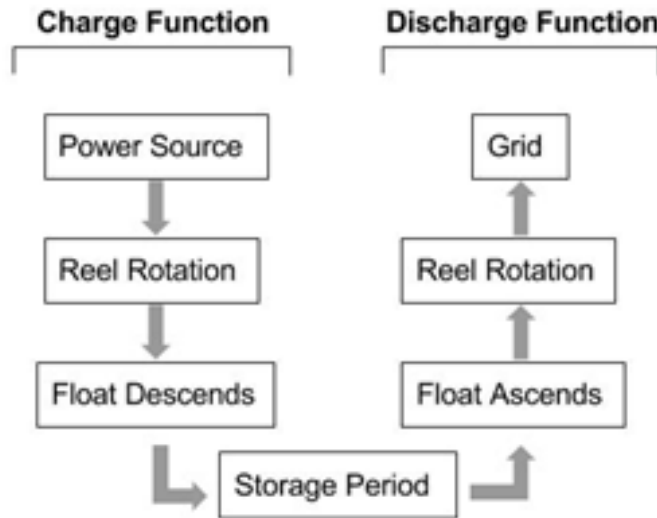 Charge Function
Discharge Function
Power Source
Grid
Reel Rotation
Reel Rotation
Float Descends
Float Ascends
Storage Period